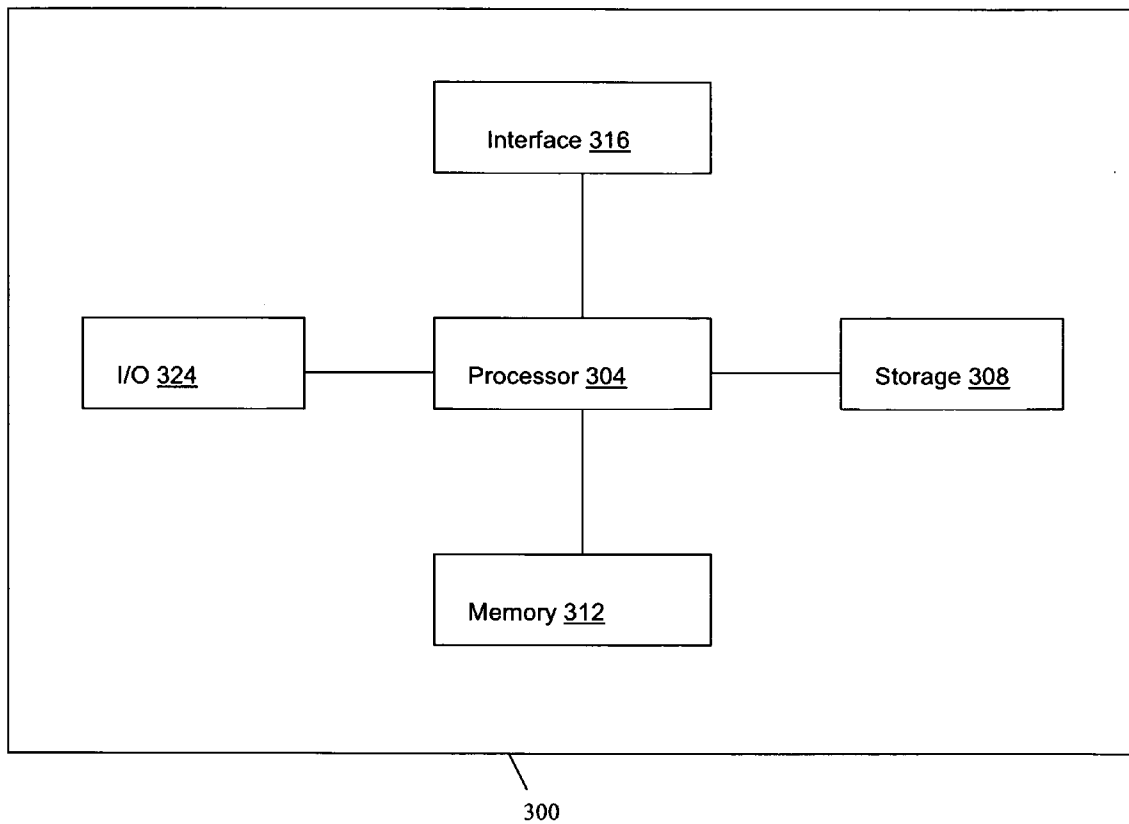 Interface 316
I/O 324
Processor 304
Storage 308
Memory 312
300